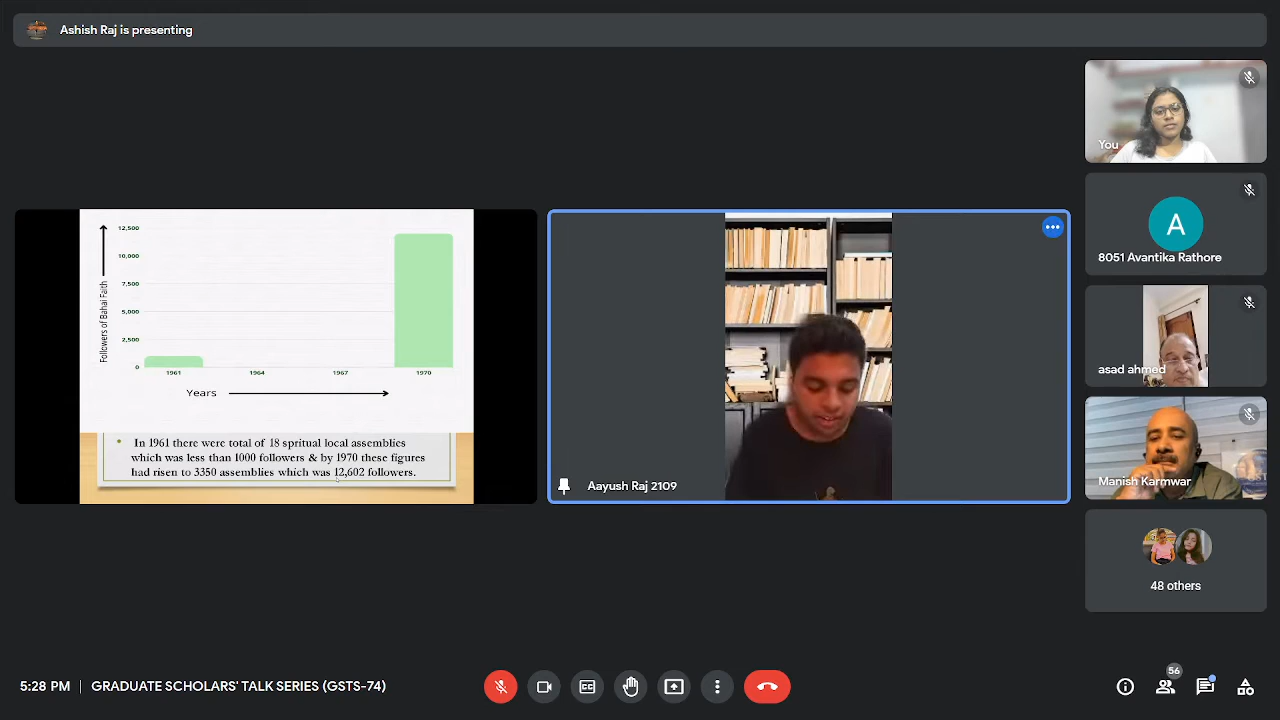 Ashish Raj is presenting
12,500
10,000
7,500
5,000
2,500
0
Followers of Bahai Faith
1961 1964 1967 1970
Years
In 1961 there were total of 18 spritual local assemblies
which was less than 1000 followers & by 1970 these figures
had risen to 3350 assemblies which was 12,602 followers.
Aayush Raj 2109
You
A
8051 Avantika Rathore
asad ahmed
Manish Karmwar
48 others
5:28 PM | GRADUATE SCHOLARS' TALK SERIES (GSTS-74)
CC
56